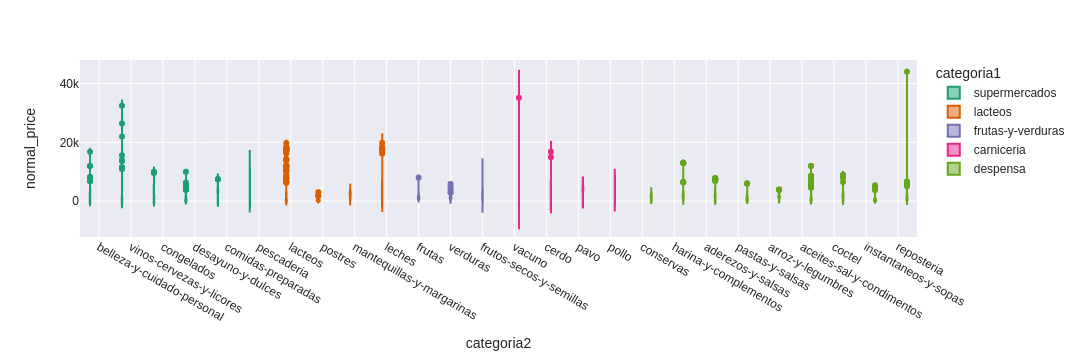 categoria1
supermercados
lacteos
frutas-y-verduras
carniceria
despensa
normal_price
40k
20k
0
belleza-y-cuidado-personal
vinos-cervezas-y-licores
congelados
desayuno-y-dulces
comidas-preparadas
pescaderia
lacteos
postres
mantequillas-y-margarinas
leches
frutas
verduras
frutos-secos-y-semillas
vacuno
cerdo
pavo
pollo
conservas
harina-y-complementos
aderezos-y-salsas
pastas-y-salsas
arroz-y-legumbres
aceites-sal-y-condimentos
coctel
instantaneos-y-sopas
reposteria
categoria2